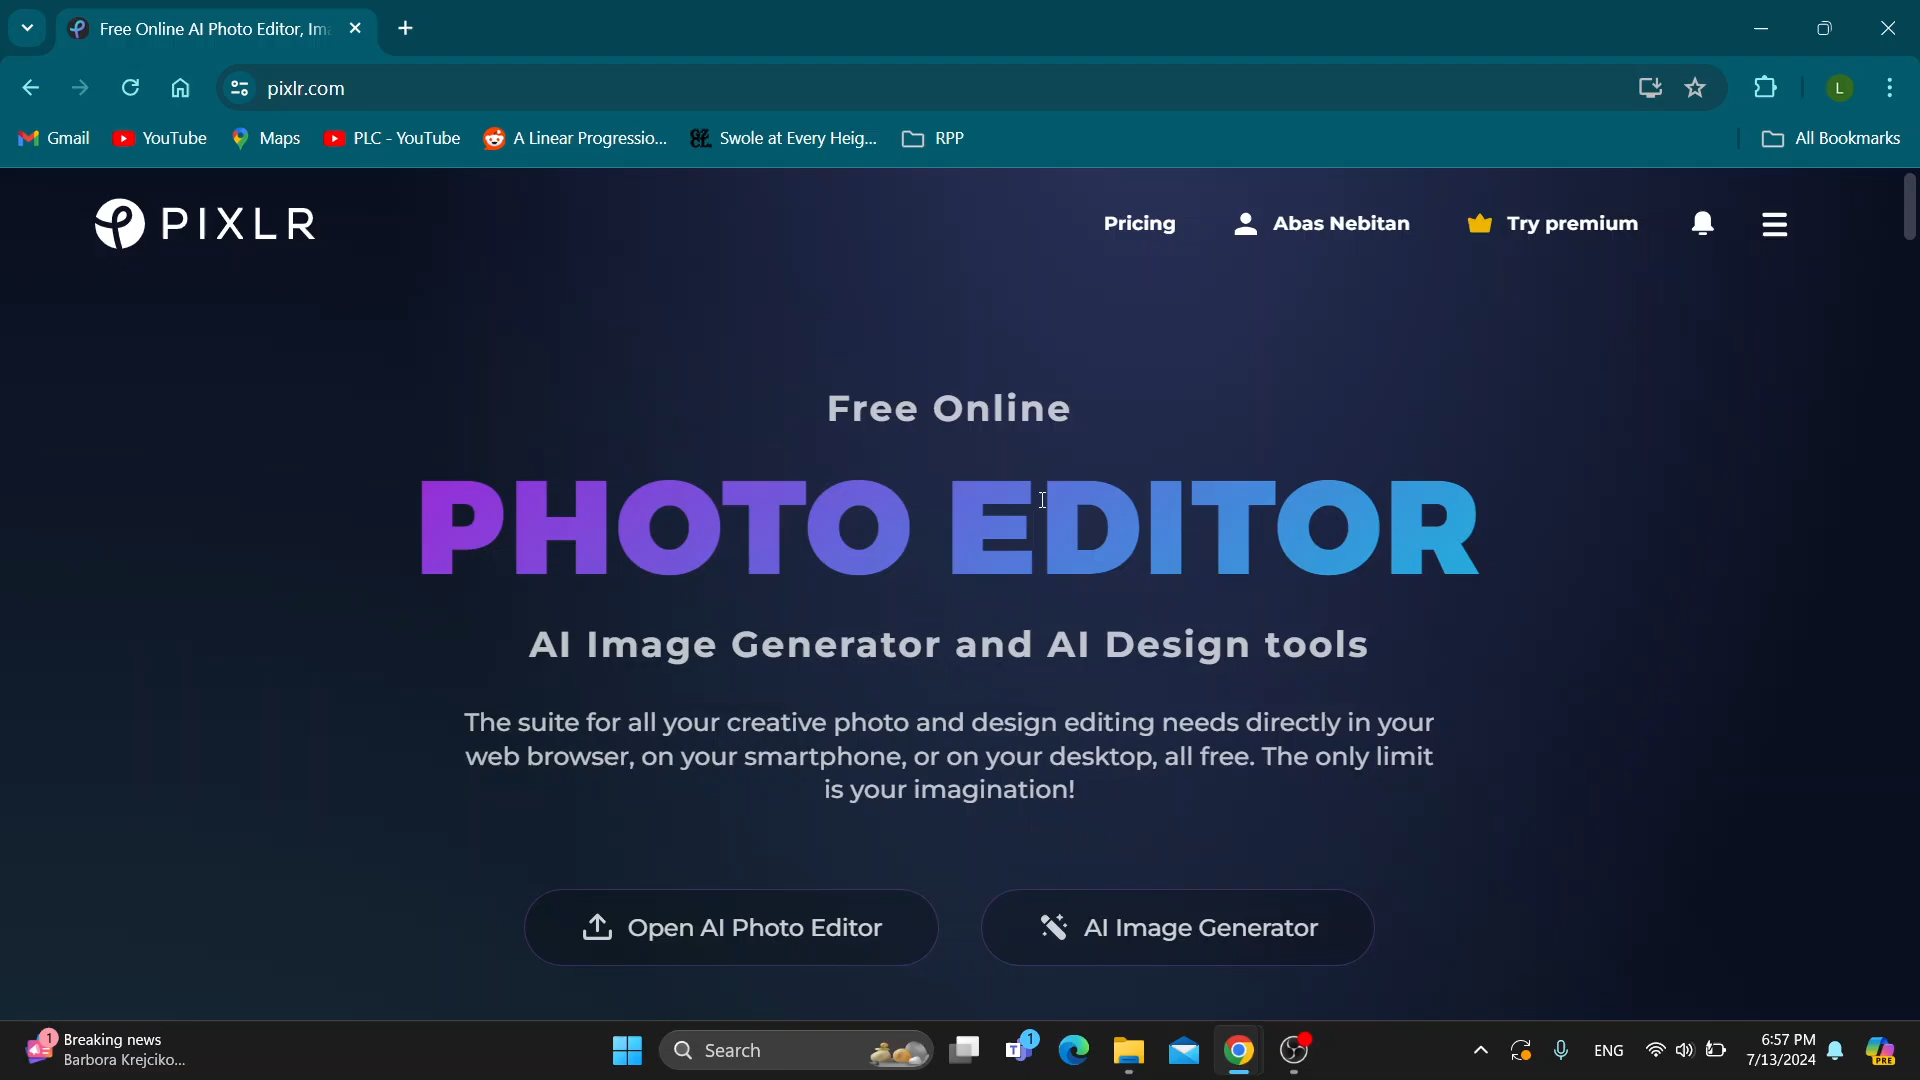 Free Online AI Photo Editor, Im
pixlr.com
L
Gmail
YouTube
Maps
PLC - YouTube
A Linear Progressio...
Swole at Every Heig...
RPP
All Bookmarks
PIXLR
Pricing
Abas Nebitan
Try premium
Free Online
PHOTO EDITOR
AI Image Generator and AI Design tools
The suite for all your creative photo and design editing needs directly in your
web browser, on your smartphone, or on your desktop, all free. The only limit
is your imagination!
Open AI Photo Editor
AI Image Generator
1
Breaking news
Barbora Krejciko...
Search
T
1
ENG
6:57 PM
7/13/2024
PRE